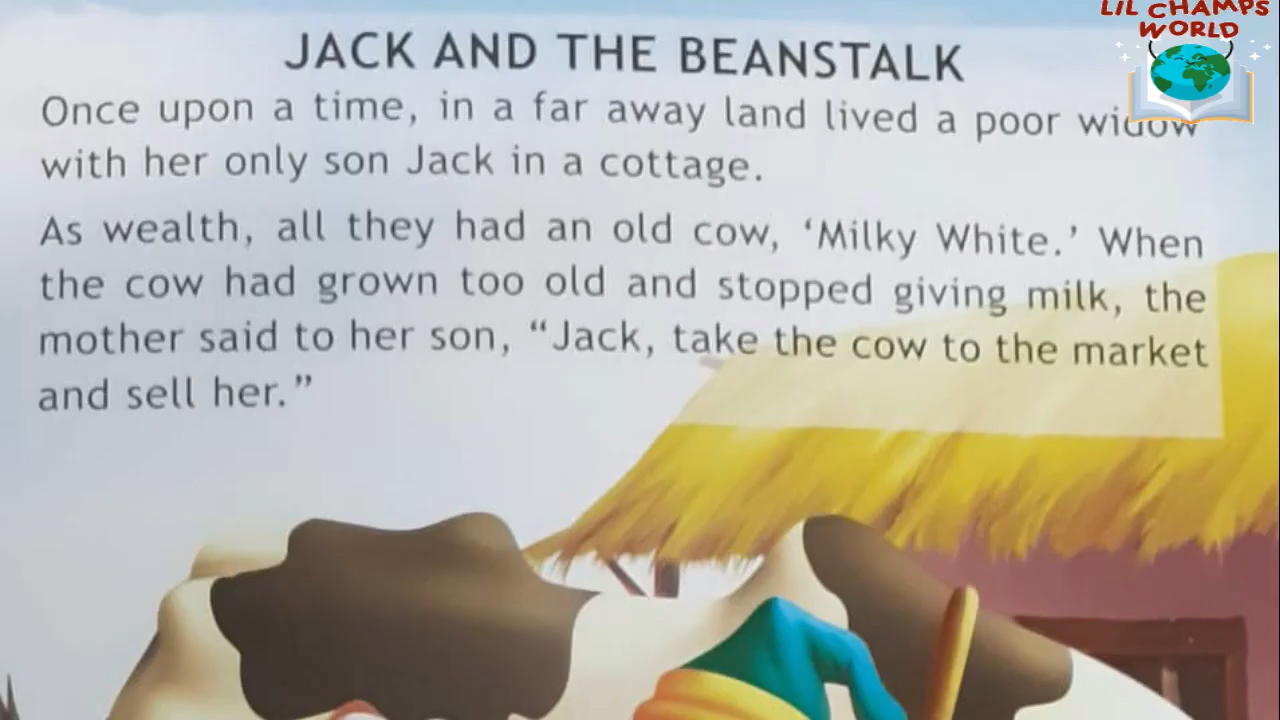 LIL CHAMPS
WORLD
JACK AND THE BEANSTALK
Once upon a time, in a far away land lived a poor widow
with her only son Jack in a cottage.
As wealth, all they had an old cow, ‘Milky White.’ When
the cow had grown too old and stopped giving milk, the
mother said to her son, “Jack, take the cow to the market
and sell her.”